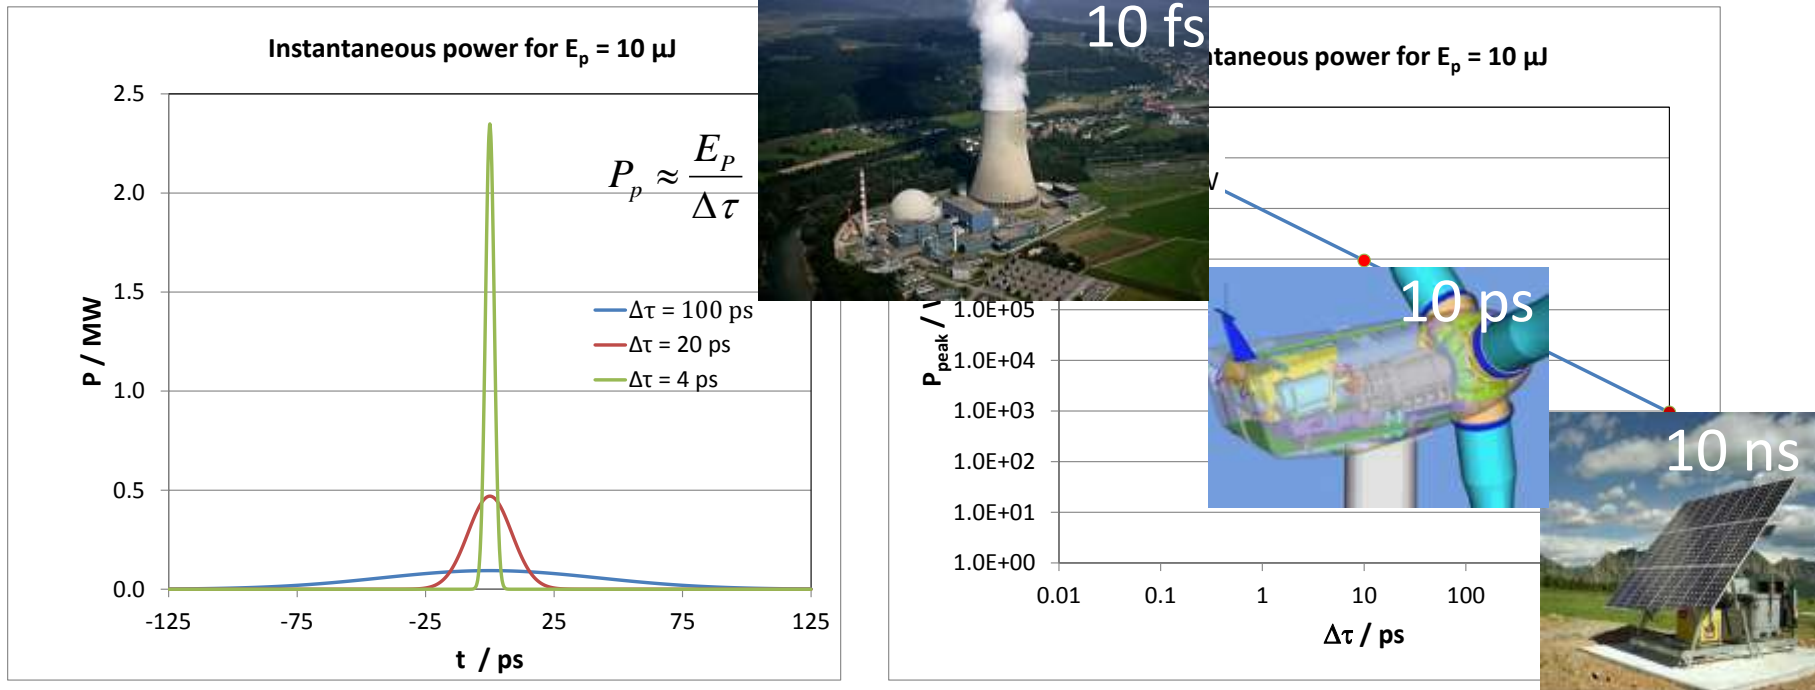 Instantaneous power for Ep = 10 µJ
2.5
2.0
1.5
1.0
0.5
0.0
P / MW
-125
-75
-25
25
75
125
t / ps
Pp ≈ EP / Δτ
Δτ = 100 ps
Δτ = 20 ps
Δτ = 4 ps
10 fs
ntaneous power for Ep = 10 µJ
Ppeak /
1.0E+05
1.0E+04
1.0E+03
1.0E+02
1.0E+01
1.0E+00
0.01
0.1
1
10
100
Δτ / ps
10 ps
10 ns